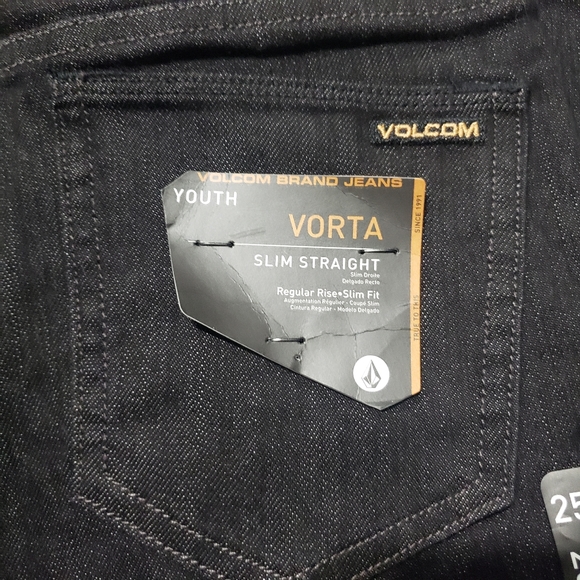 VOLCOM
VOLCOM BRAND JEANS
YOUTH
VORTA
SLIM STRAIGHT
Slim Droite
Delgado Recto
Regular Rise•Slim Fit
Augmentation Régulier - Coupe Slim
Cintura Regular - Modelo Delgado
SINCE 1991
TRUE TO THIS
25